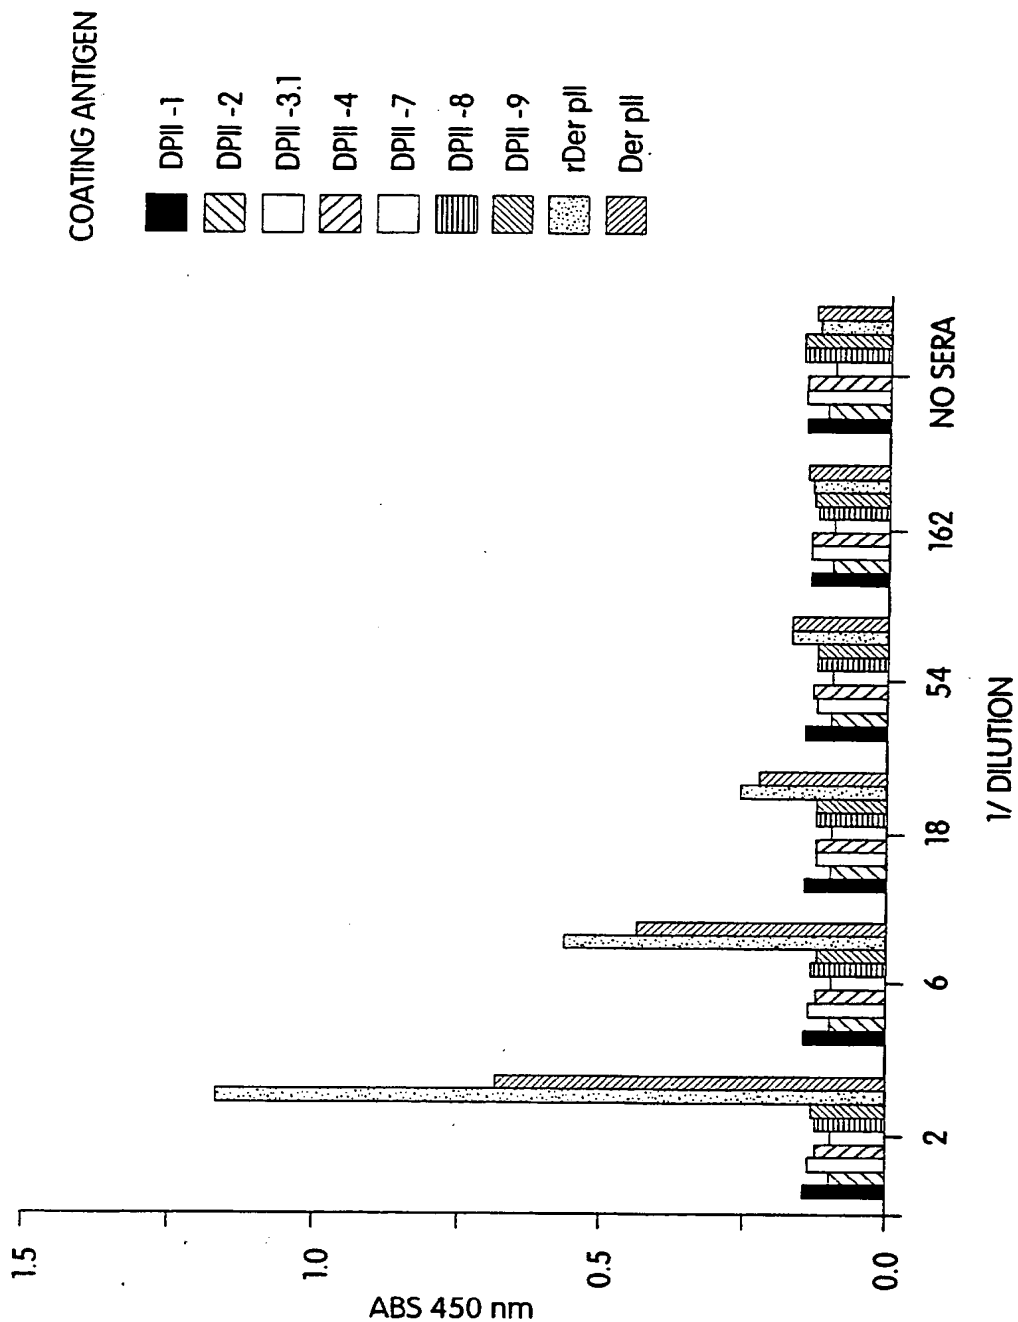 COATING ANTIGEN
DPII -1
DPII -2
DPII -3.1
DPII -4
DPII -7
DPII -8
DPII -9
rDer pII
Der pII
1.5
1.0
0.5
0.0
ABS 450 nm
2
6
18
54
162
NO SERA
1/ DILUTION